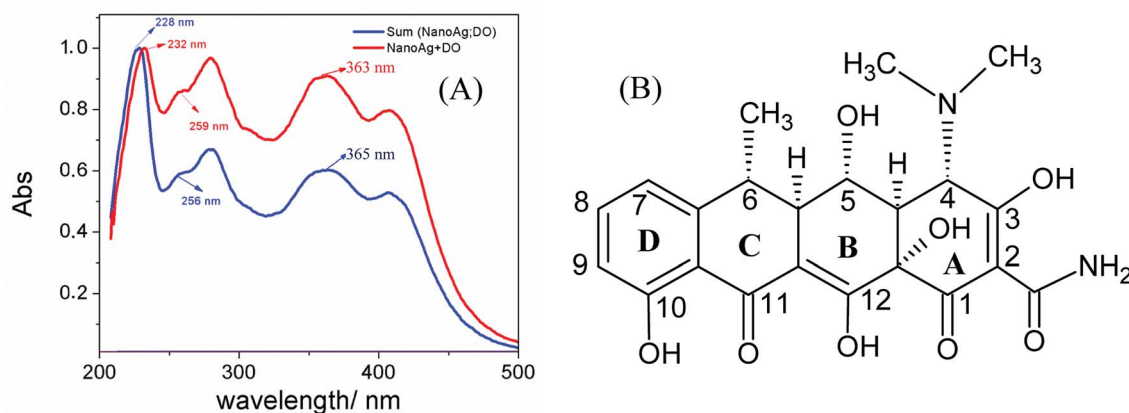 228 nm
Sum (NanoAg;DO)
NanoAg+DO
1.0
232 nm
363 nm
(A)
0.8
259 nm
Abs
0.6
365 nm
256 nm
0.4
0.2
200 300 400 500
wavelength/ nm
(B)
H3C CH3
N
CH3 OH
H H
8 7 6 5 4 OH
3
D C B OH A
9 2 NH2
10 11 12 1
OH O OH O O